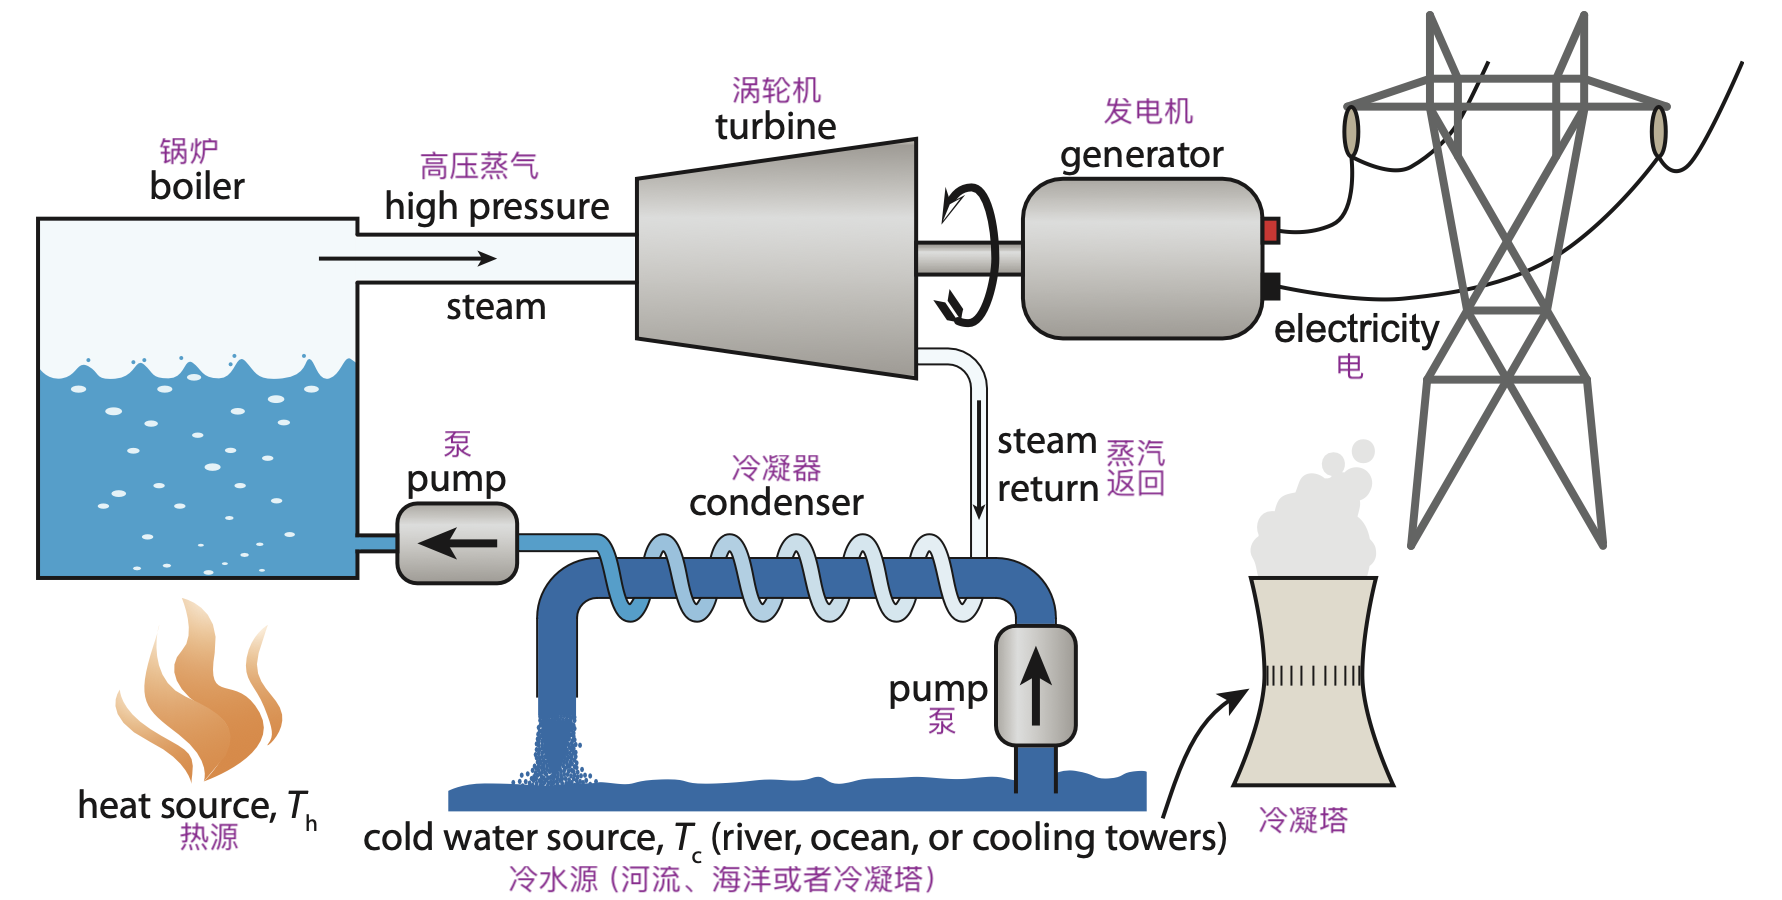 锅炉
boiler
高压蒸气
high pressure
steam
涡轮机
turbine
发电机
generator
electricity
电
泵
pump
冷凝器
condenser
steam
return
蒸汽
返回
pump
泵
heat source, Th
热源
cold water source, Tc (river, ocean, or cooling towers)
冷水源（河流、海洋或者冷凝塔）
冷凝塔